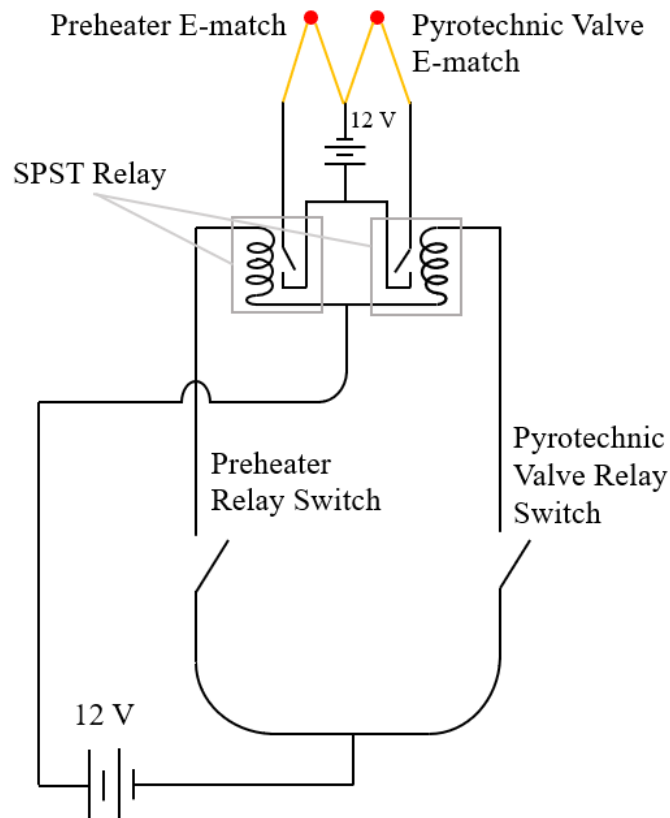 Preheater E-match
Pyrotechnic Valve
E-match
12 V
SPST Relay
Preheater
Relay Switch
Pyrotechnic
Valve Relay
Switch
12 V